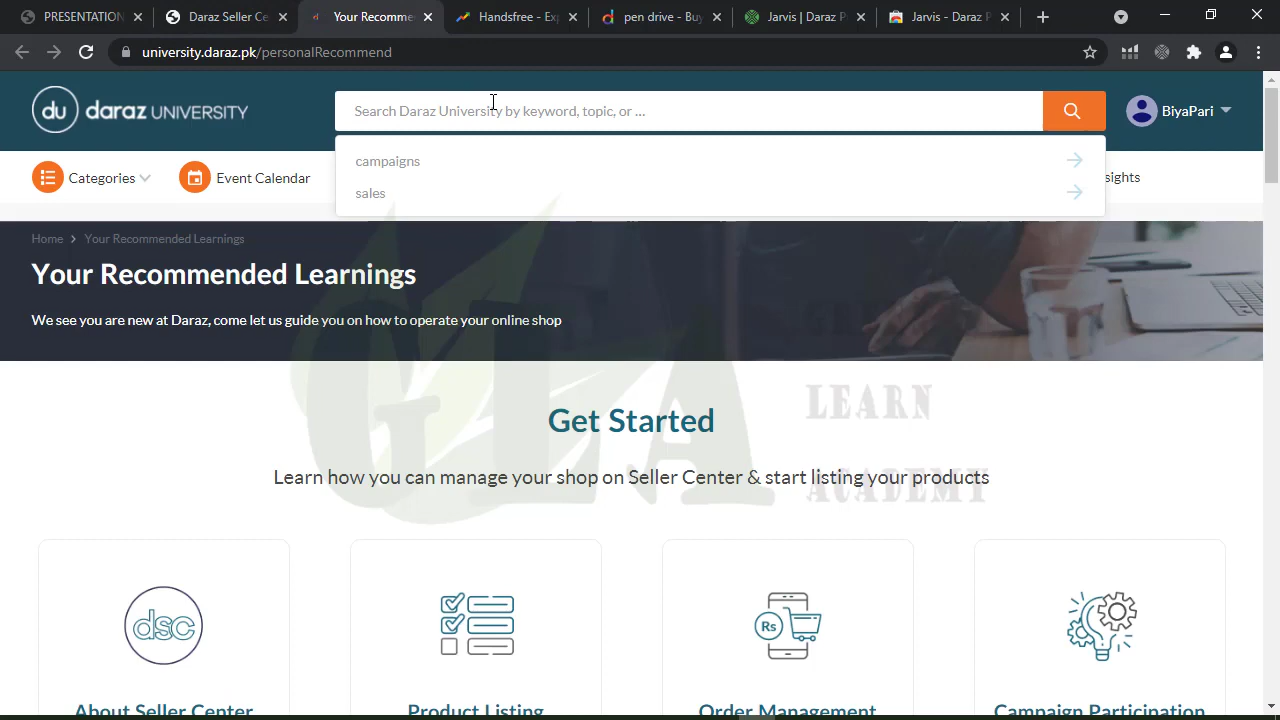 PRESENTATION
Daraz Seller Ce
Your Recomme
Handsfree - Exp
pen drive - Buy
Jarvis | Daraz P
Jarvis - Daraz P
university.daraz.pk/personalRecommend
du daraz UNIVERSITY
Search Daraz University by keyword, topic, or ...
BiyaPari
campaigns
sales
Categories
Event Calendar
sights
Home > Your Recommended Learnings
Your Recommended Learnings
We see you are new at Daraz, come let us guide you on how to operate your online shop
GLA
LEARN
ACADEMY
Get Started
Learn how you can manage your shop on Seller Center & start listing your products
dsc
Rs
About Seller Center
Product Listing
Order Management
Campaign Participation